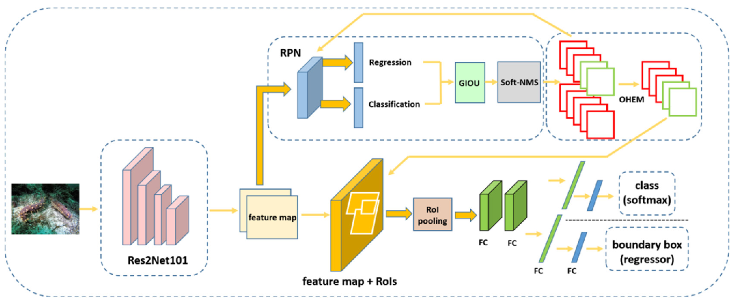 RPN
Regression
Classification
GIOU
Soft-NMS
OHEM
Res2Net101
feature map
feature map + RoIs
RoI
pooling
FC
FC
FC
FC
class
(softmax)
boundary box
(regressor)